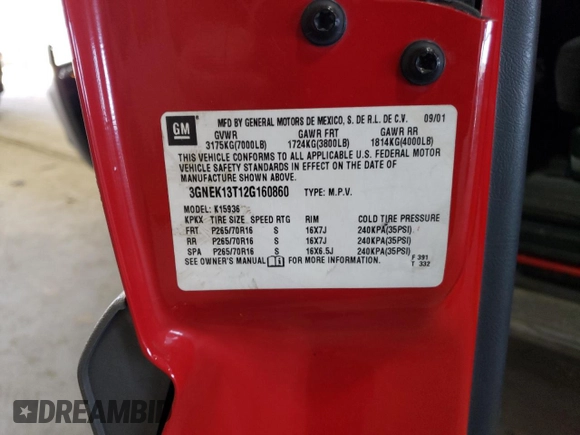 GM
MFD BY GENERAL MOTORS DE MEXICO, S. DE R.L. DE C.V. 09/01
GVWR GAWR FRT GAWR RR
3175KG(7000LB) 1724KG(3800LB) 1814KG(4000LB)
THIS VEHICLE CONFORMS TO ALL APPLICABLE U.S. FEDERAL MOTOR
VEHICLE SAFETY STANDARDS IN EFFECT ON THE DATE OF
MANUFACTURE SHOWN ABOVE.
3GNEK13T12G160860 TYPE: M.P.V.
MODEL: K15936
KPKX TIRE SIZE SPEED RTG RIM COLD TIRE PRESSURE
FRT P265/70R16 S 16X7J 240KPA(35PSI)
RR P265/70R16 S 16X7J 240KPA(35PSI)
SPA P265/70R16 S 16X6.5J 240KPA(35PSI)
SEE OWNER'S MANUAL FOR MORE INFORMATION.
F 391
T 332
DREAMBID